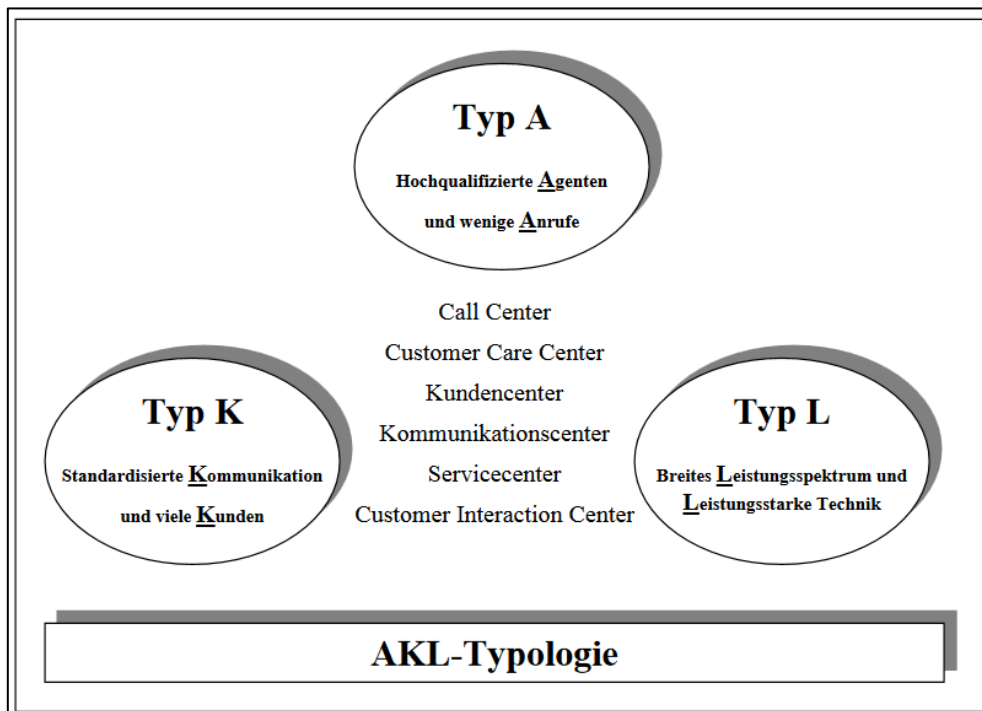 Typ A
Hochqualifizierte Agenten
und wenige Anrufe
Call Center
Customer Care Center
Kundencenter
Kommunikationscenter
Servicecenter
Customer Interaction Center
Typ K
Standardisierte Kommunikation
und viele Kunden
Typ L
Breites Leistungsspektrum und
Leistungsstarke Technik
AKL-Typologie